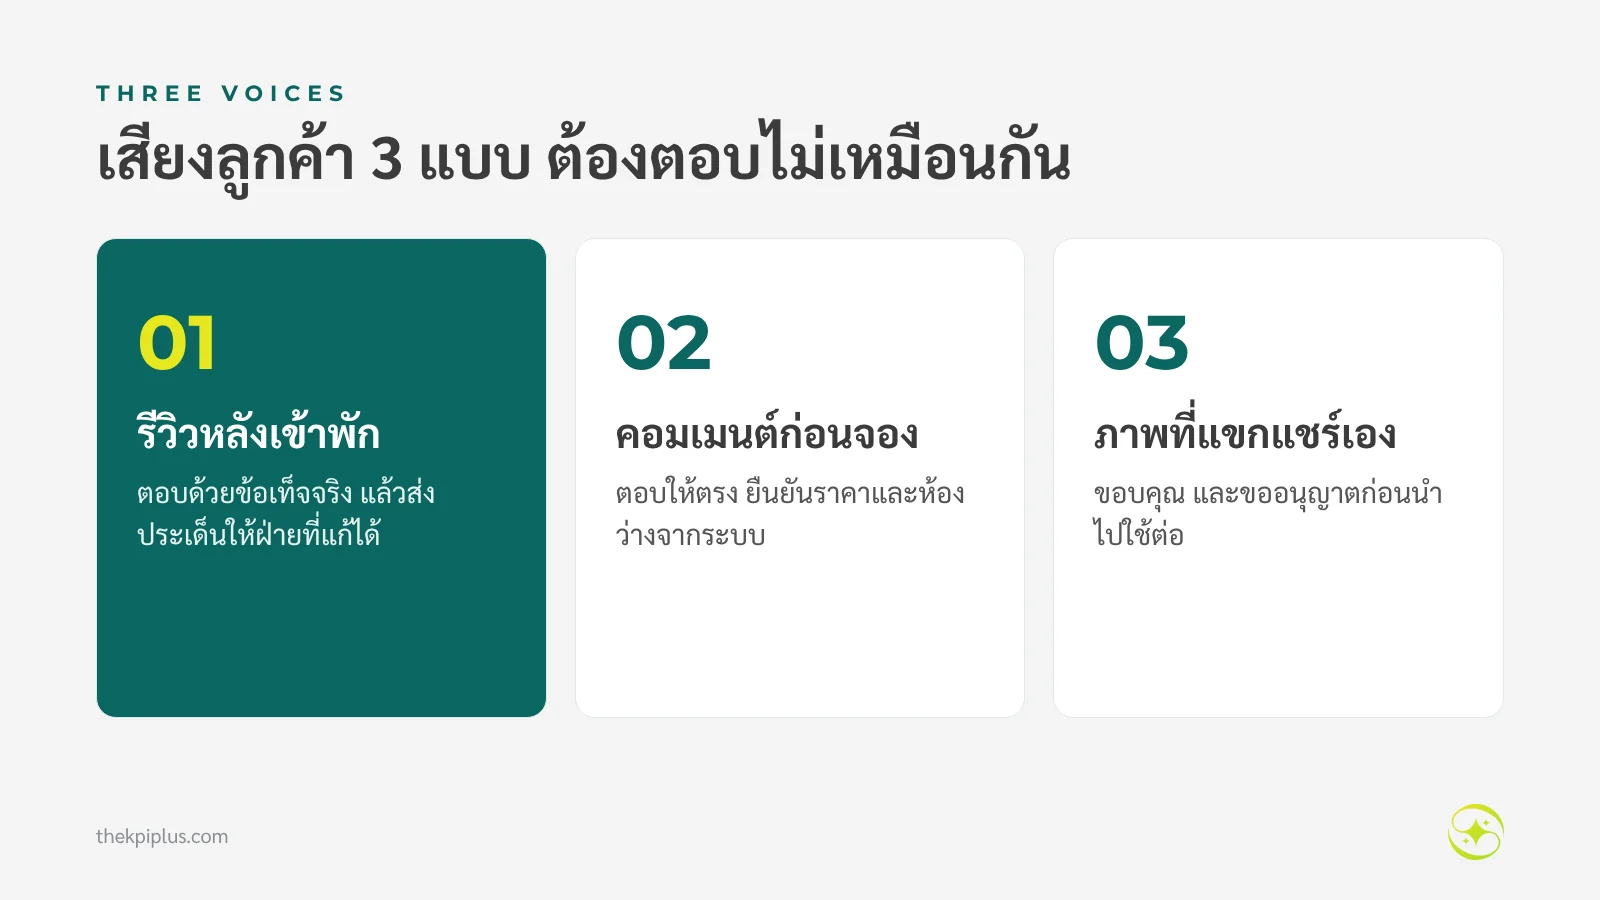 THREE VOICES
เสียงลูกค้า 3 แบบ ต้องตอบไม่เหมือนกัน
01
รีวิวหลังเข้าพัก
ตอบด้วยข้อเท็จจริง แล้วส่ง
ประเด็นให้ฝ่ายที่แก้ได้
02
คอมเมนต์ก่อนจอง
ตอบให้ตรง ยืนยันราคาและห้อง
ว่างจากระบบ
03
ภาพที่แขกแชร์เอง
ขอบคุณ และขออนุญาตก่อนนำ
ไปใช้ต่อ
thekpiplus.com